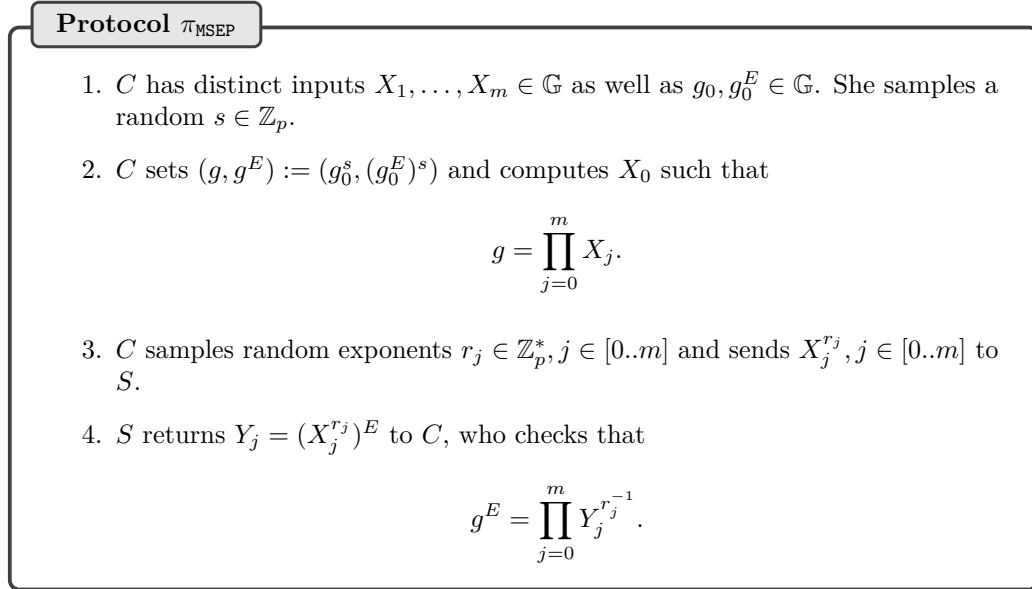 Protocol π_MSEP
1. C has distinct inputs X_1, . . . , X_m ∈ 𝔾 as well as g_0, g_0^E ∈ 𝔾. She samples a
random s ∈ ℤ_p.
2. C sets (g, g^E) := (g_0^s, (g_0^E)^s) and computes X_0 such that
g = ∏_{j=0}^{m} X_j.
3. C samples random exponents r_j ∈ ℤ_p^*, j ∈ [0..m] and sends X_j^{r_j}, j ∈ [0..m] to
S.
4. S returns Y_j = (X_j^{r_j})^E to C, who checks that
g^E = ∏_{j=0}^{m} Y_j^{r_j^{-1}}.